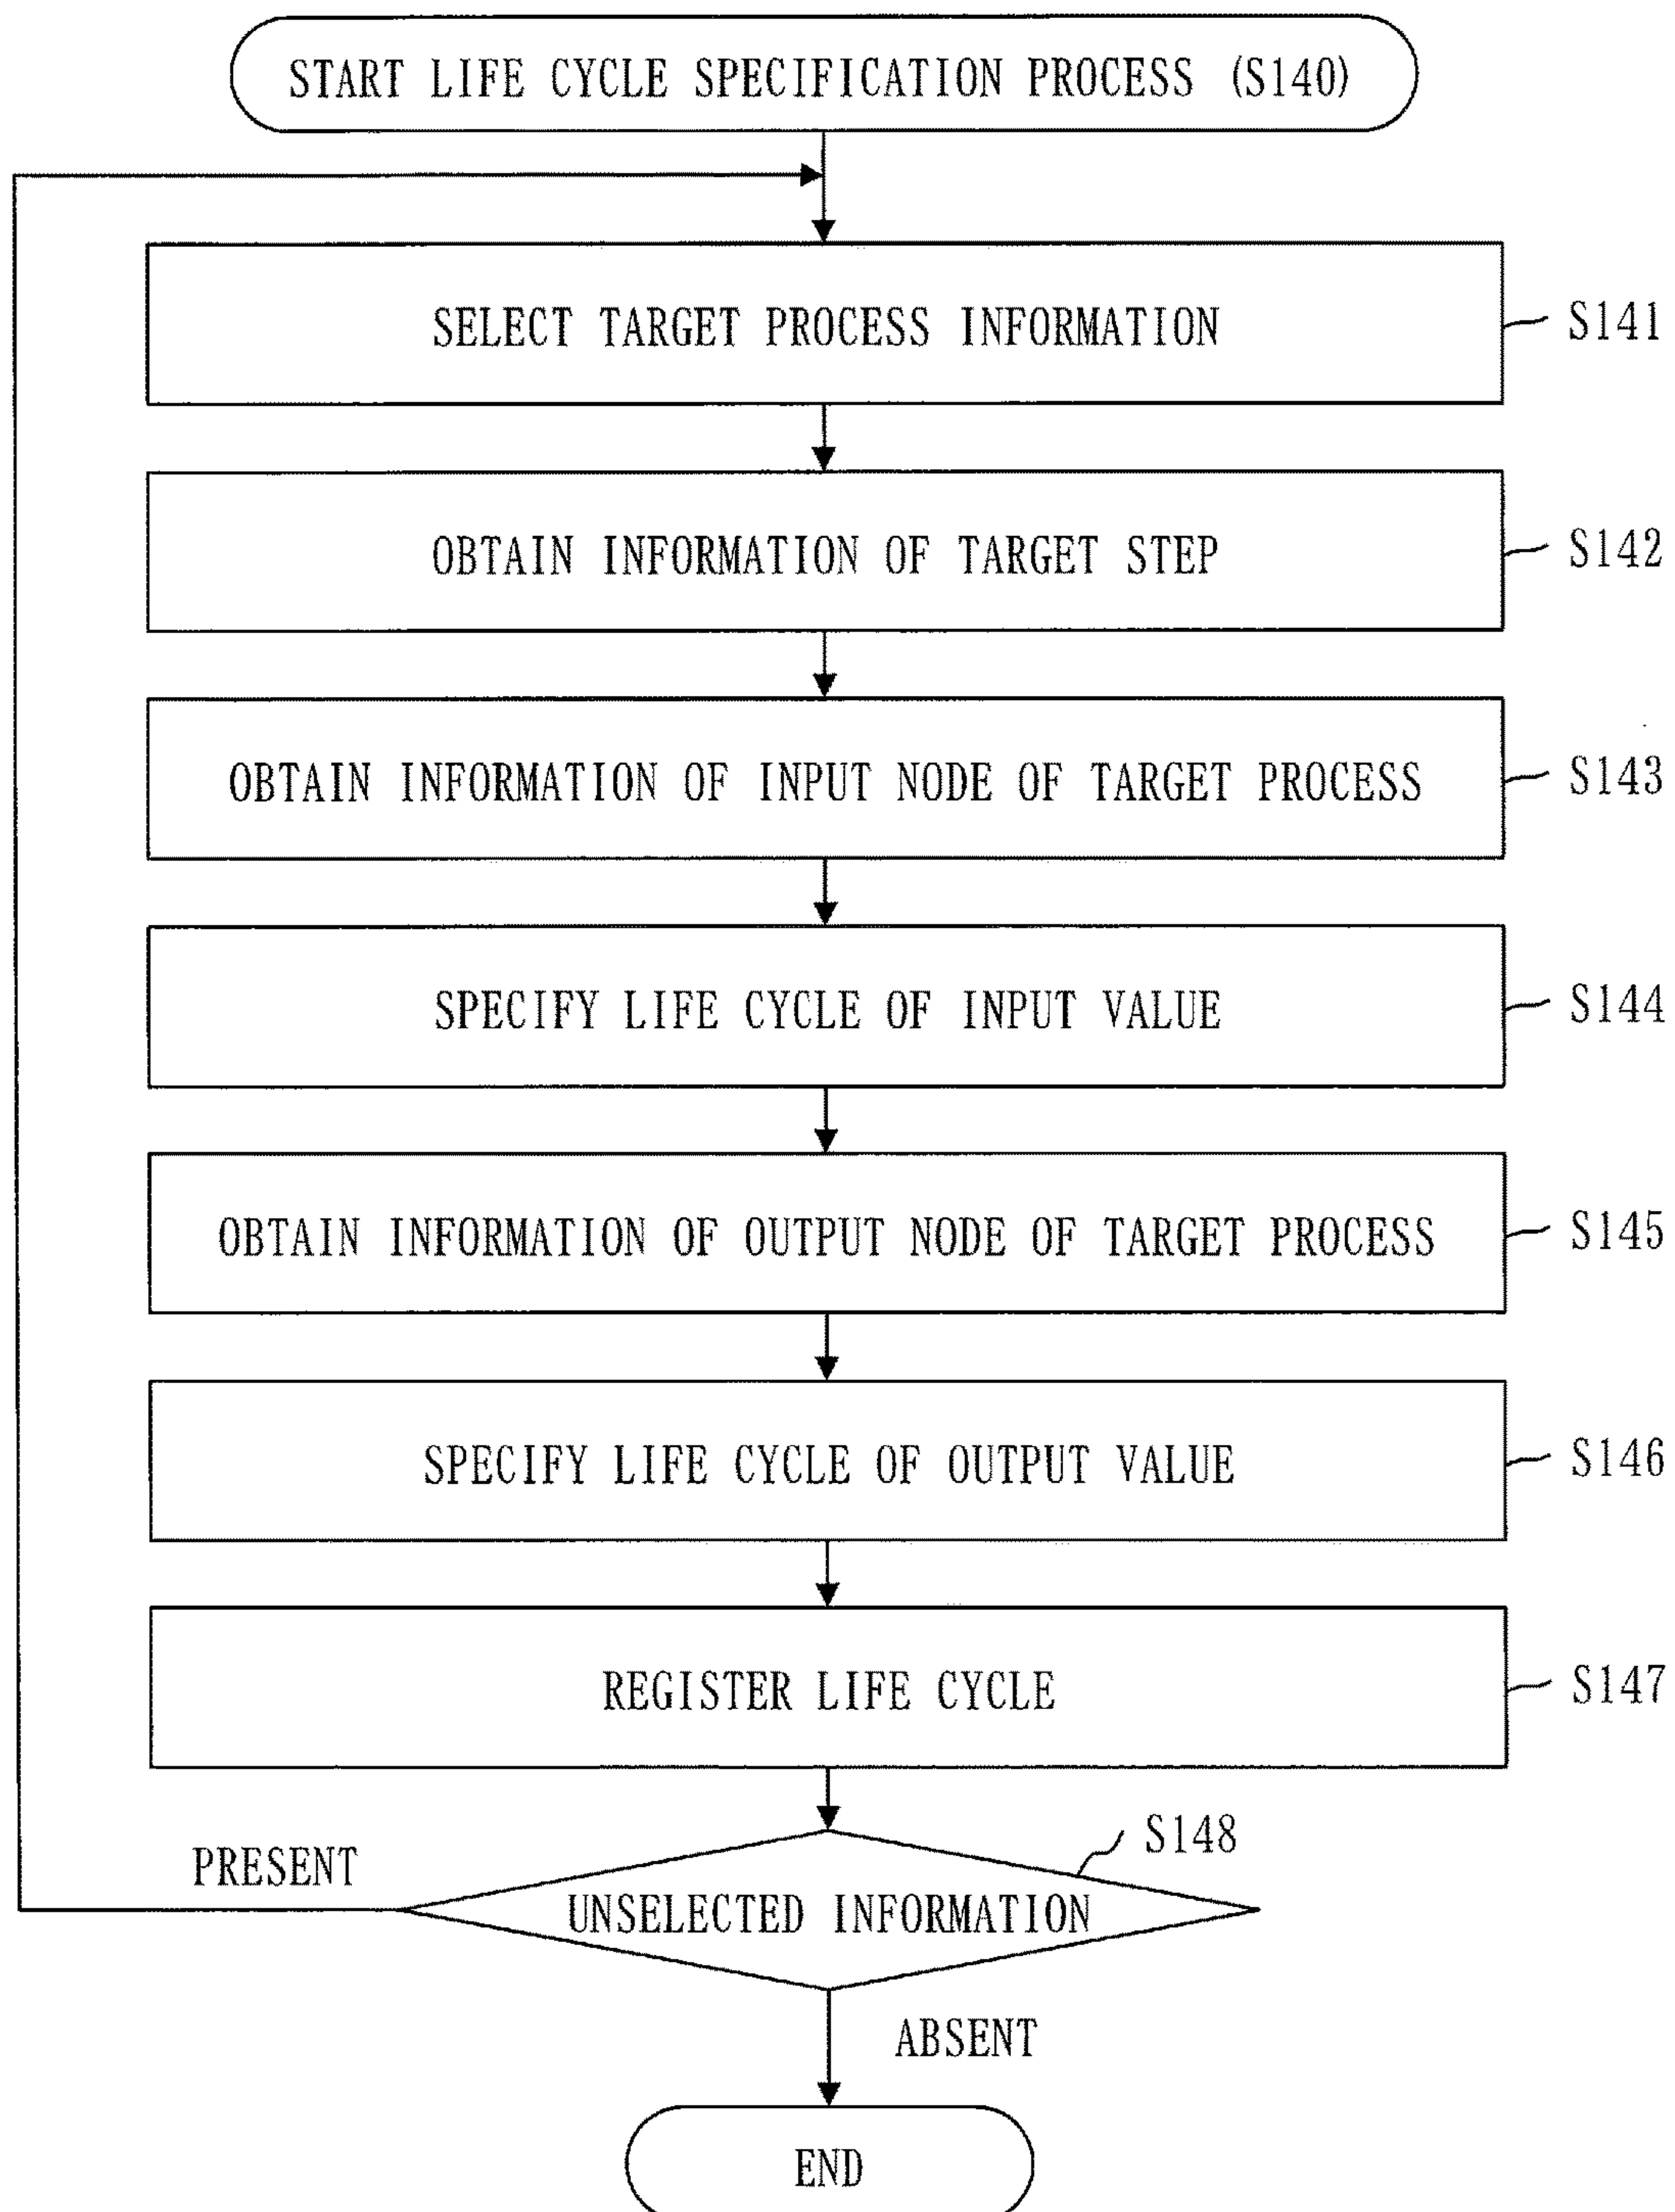 START LIFE CYCLE SPECIFICATION PROCESS (S140)
SELECT TARGET PROCESS INFORMATION
S141
OBTAIN INFORMATION OF TARGET STEP
S142
OBTAIN INFORMATION OF INPUT NODE OF TARGET PROCESS
S143
SPECIFY LIFE CYCLE OF INPUT VALUE
S144
OBTAIN INFORMATION OF OUTPUT NODE OF TARGET PROCESS
S145
SPECIFY LIFE CYCLE OF OUTPUT VALUE
S146
REGISTER LIFE CYCLE
S147
S148
PRESENT
UNSELECTED INFORMATION
ABSENT
END